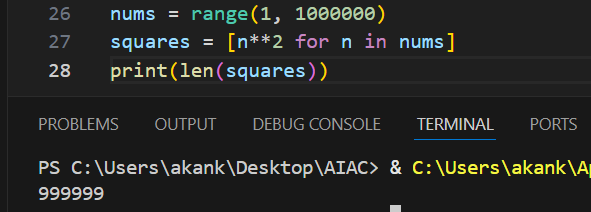 26 nums = range(1, 1000000)
27 squares = [n**2 for n in nums]
28 print(len(squares))
PROBLEMS OUTPUT DEBUG CONSOLE TERMINAL PORTS
PS C:\Users\akank\Desktop\AIAC> & C:\Users\akank\A
999999